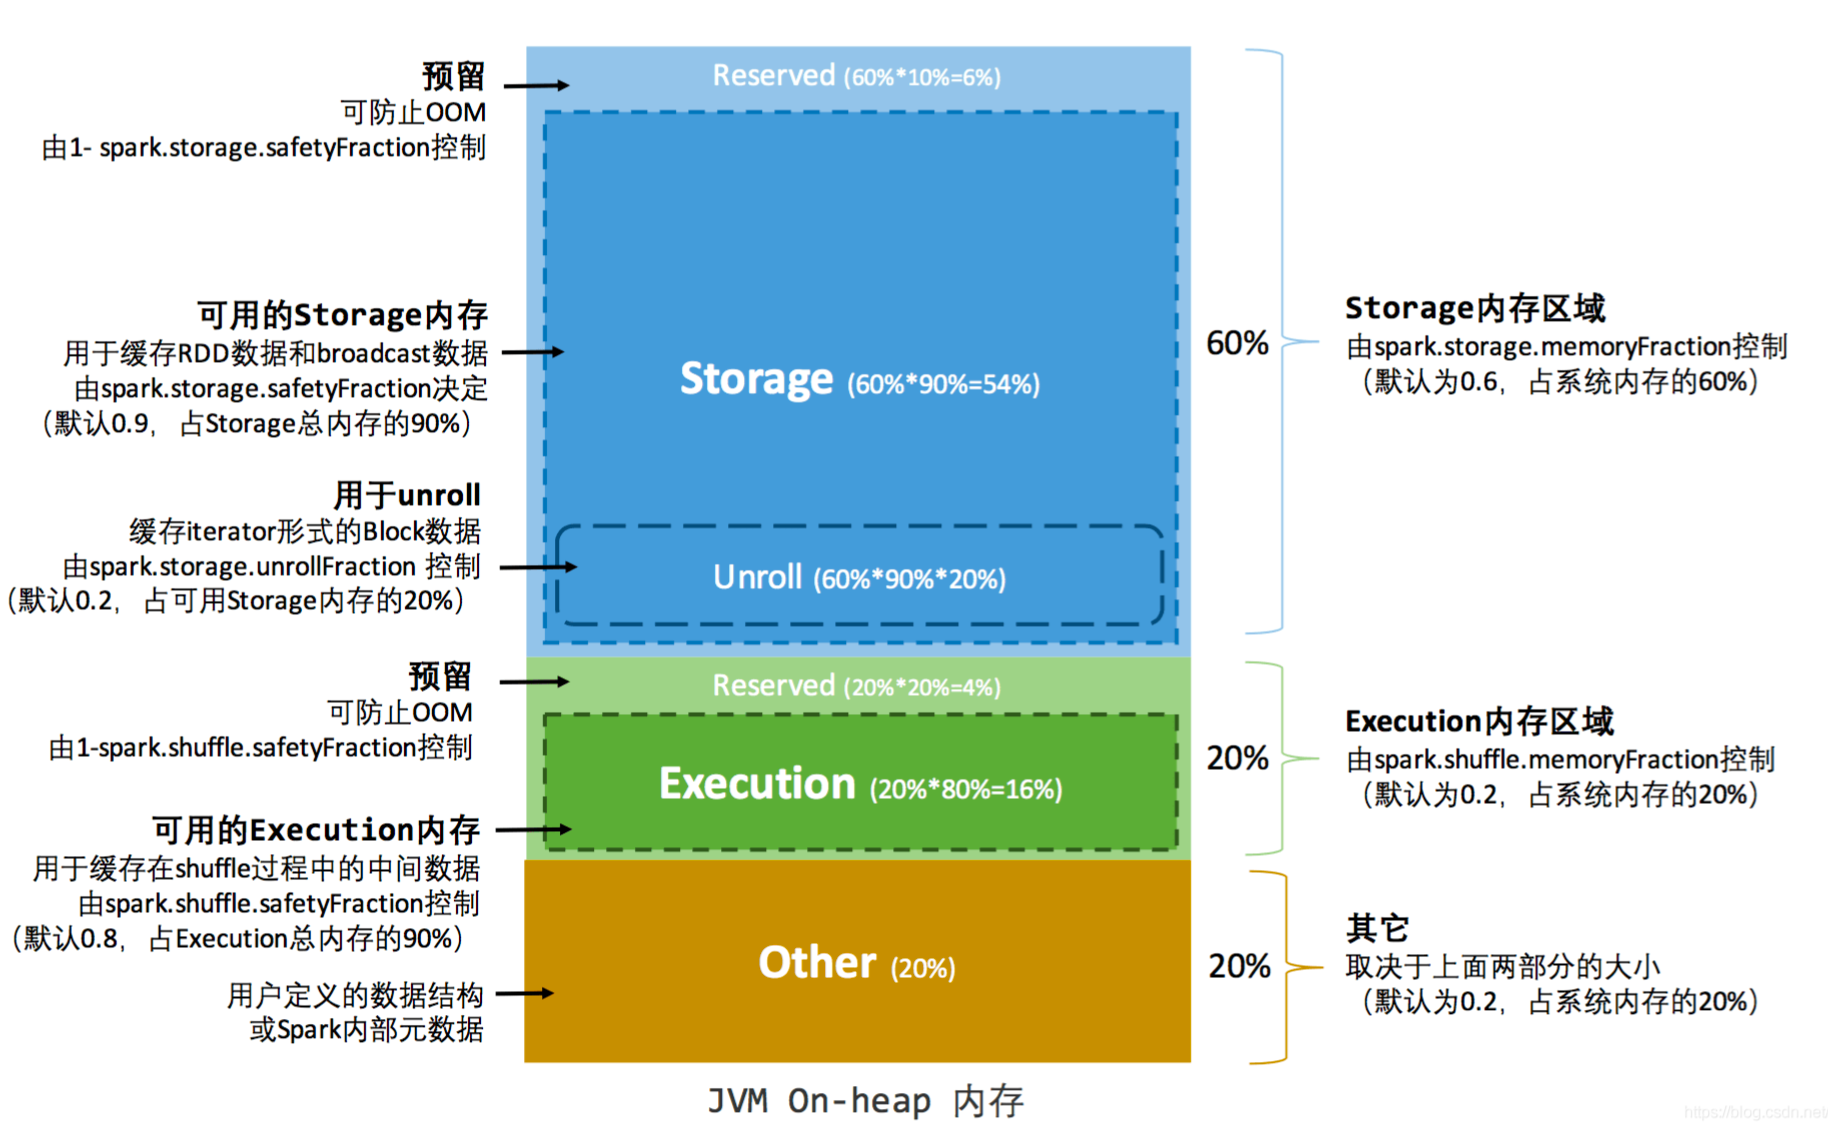 预留
可防止OOM
由1- spark.storage.safetyFraction控制
可用的Storage内存
用于缓存RDD数据和broadcast数据
由spark.storage.safetyFraction决定
（默认0.9，占Storage总内存的90%）
用于unroll
缓存iterator形式的Block数据
由spark.storage.unrollFraction 控制
（默认0.2，占可用Storage内存的20%）
预留
可防止OOM
由1-spark.shuffle.safetyFraction控制
可用的Execution内存
用于缓存在shuffle过程中的中间数据
由spark.shuffle.safetyFraction控制
（默认0.8，占Execution总内存的90%）
用户定义的数据结构
或Spark内部元数据
Reserved (60%*10%=6%)
Storage (60%*90%=54%)
Unroll (60%*90%*20%)
Reserved (20%*20%=4%)
Execution (20%*80%=16%)
Other (20%)
JVM On-heap 内存
60%
Storage内存区域
由spark.storage.memoryFraction控制
（默认为0.6，占系统内存的60%）
20%
Execution内存区域
由spark.shuffle.memoryFraction控制
（默认为0.2，占系统内存的20%）
20%
其它
取决于上面两部分的大小
（默认为0.2，占系统内存的20%）
https://blog.csdn.net/